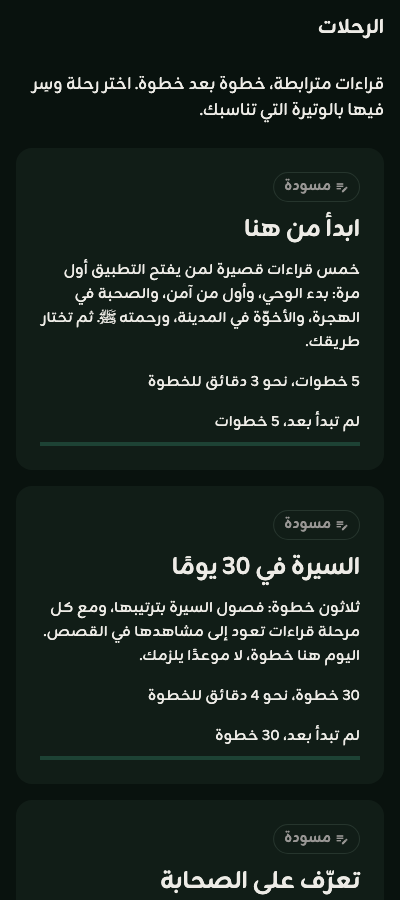 الرحلات
قراءات مترابطة، خطوة بعد خطوة. اختر رحلة وسِر
فيها بالوتيرة التي تناسبك.
مسودة
ابدأ من هنا
خمس قراءات قصيرة لمن يفتح التطبيق أول
مرة: بدء الوحي، وأول من آمن، والصحبة في
الهجرة، والأخوّة في المدينة، ورحمته ﷺ. ثم تختار
طريقك.
5 خطوات، نحو 3 دقائق للخطوة
لم تبدأ بعد، 5 خطوات
مسودة
السيرة في 30 يومًا
ثلاثون خطوة: فصول السيرة بترتيبها، ومع كل
مرحلة قراءات تعود إلى مشاهدها في القصص.
اليوم هنا خطوة، لا موعدًا يلزمك.
30 خطوة، نحو 4 دقائق للخطوة
لم تبدأ بعد، 30 خطوة
مسودة
تعرّف على الصحابة